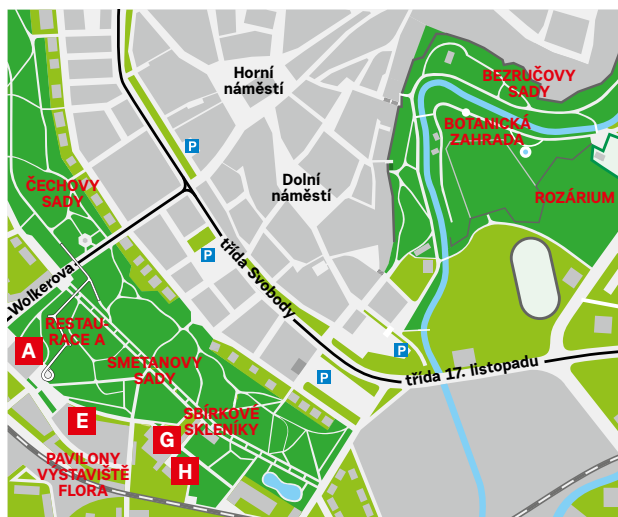 Horní
náměstí
BEZRUČOVY
SADY
BOTANICKÁ
ZAHRADA
P
Dolní
náměstí
ČECHOVY
SADY
ROZÁRIUM
P
třída Svobody
Wolkerova
RESTAU-
RACE A
A
SMETANOVY
SADY
P
P
třída 17. listopadu
E
SBÍRKOVÉ
SKLENÍKY
G
H
PAVILONY
VÝSTAVIŠTĚ
FLORA